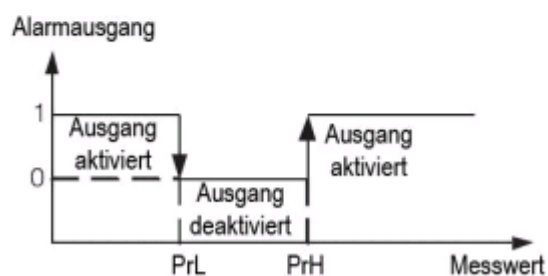 Alarmausgang
1
Ausgang
aktiviert
Ausgang
aktiviert
0
Ausgang
deaktiviert
PrL
PrH
Messwert